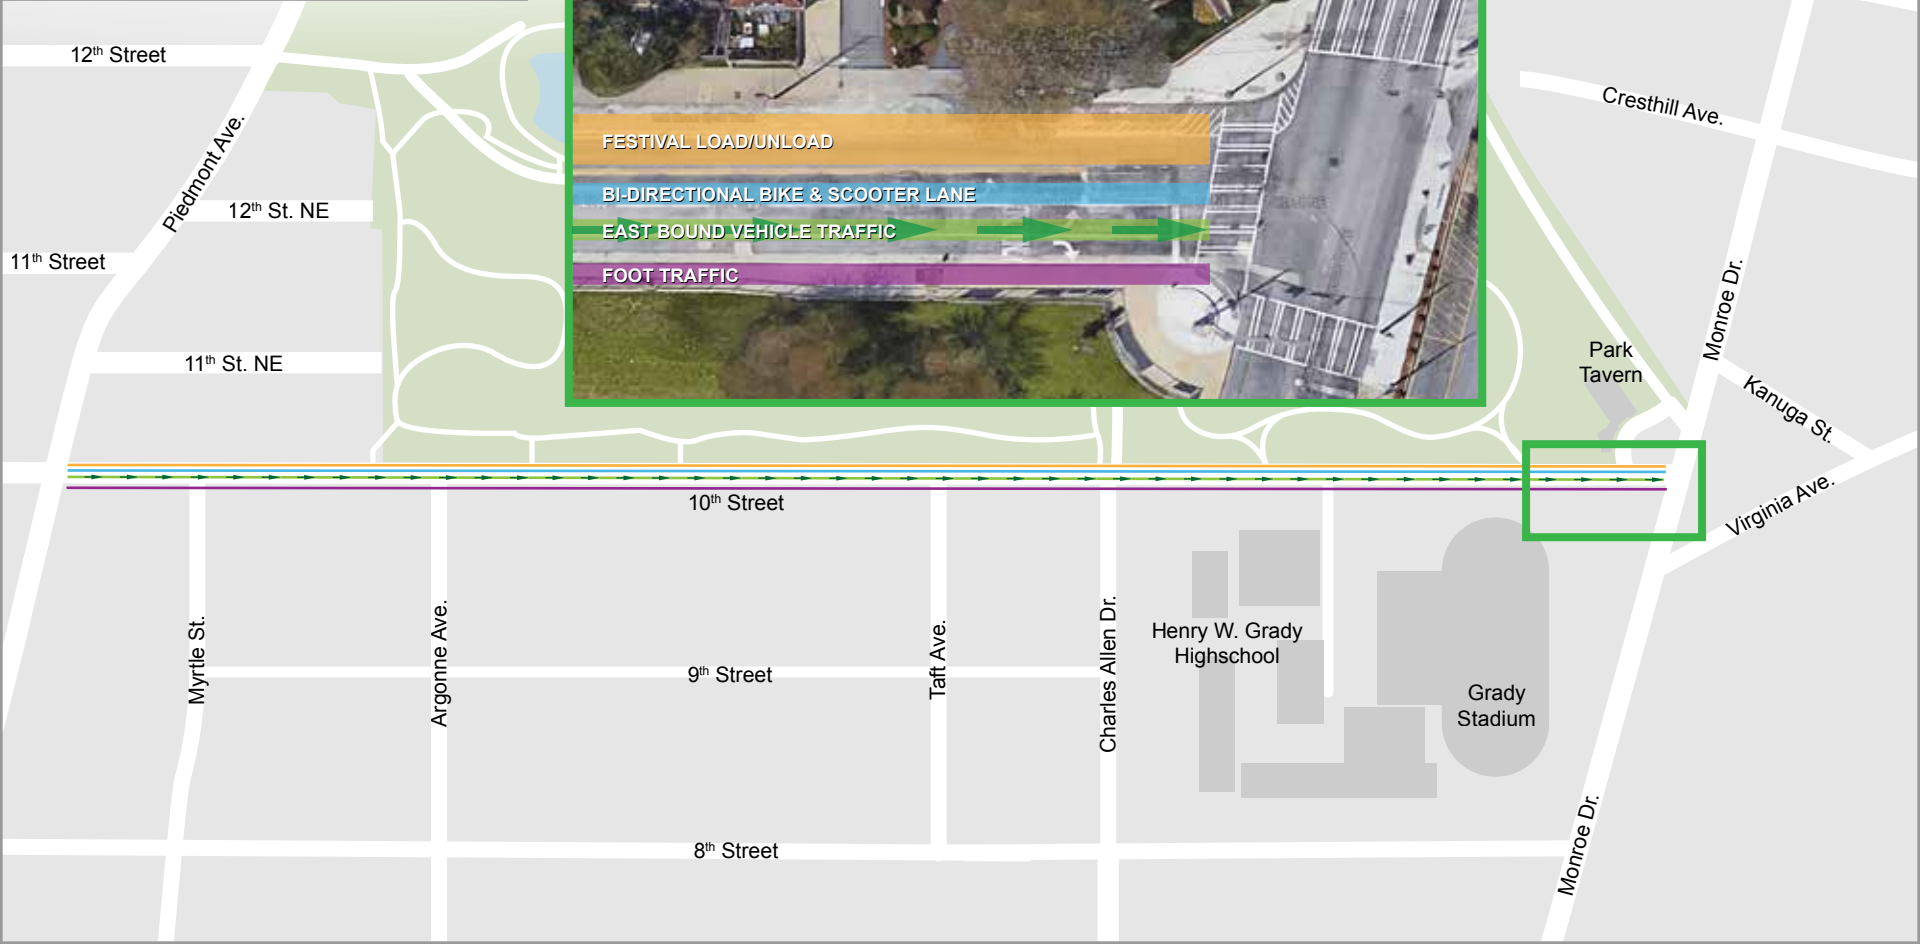 12th Street
Piedmont Ave.
12th St. NE
11th Street
11th St. NE
FESTIVAL LOAD/UNLOAD
BI-DIRECTIONAL BIKE & SCOOTER LANE
EAST BOUND VEHICLE TRAFFIC
FOOT TRAFFIC
Cresthill Ave.
Monroe Dr.
Park
Tavern
Kanuga St.
Virginia Ave.
10th Street
Myrtle St.
Argonne Ave.
9th Street
Taft Ave.
Charles Allen Dr.
Henry W. Grady
Highschool
Grady
Stadium
8th Street
Monroe Dr.